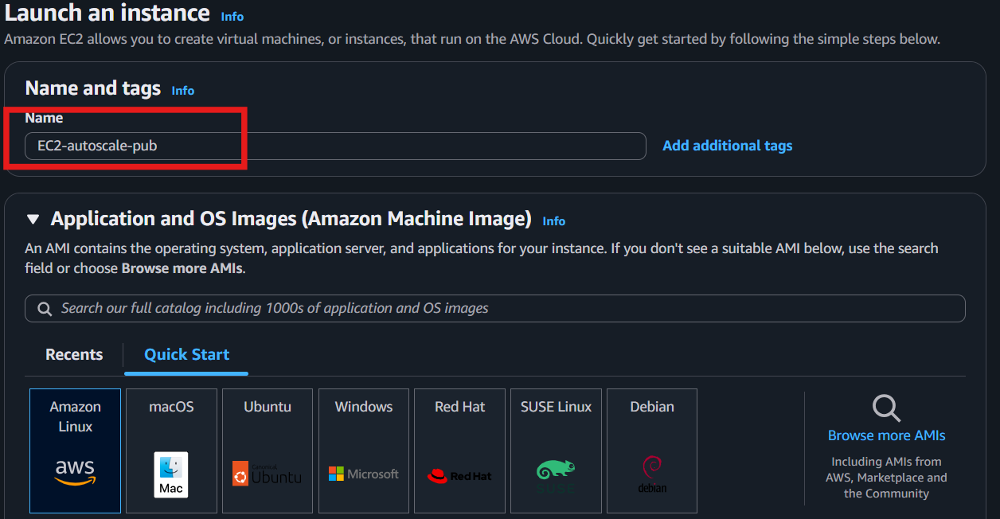 Launch an instance Info
Amazon EC2 allows you to create virtual machines, or instances, that run on the AWS Cloud. Quickly get started by following the simple steps below.
Name and tags Info
Name
EC2-autoscale-pub
Add additional tags
Application and OS Images (Amazon Machine Image) Info
An AMI contains the operating system, application server, and applications for your instance. If you don't see a suitable AMI below, use the search
field or choose Browse more AMIs.
Search our full catalog including 1000s of application and OS images
Recents
Quick Start
Amazon
Linux
aws
macOS
Mac
Ubuntu
Canonical
Ubuntu
Windows
Microsoft
Red Hat
Red Hat
SUSE Linux
SUSE
Debian
debian
Browse more AMIs
Including AMIs from
AWS, Marketplace and
the Community